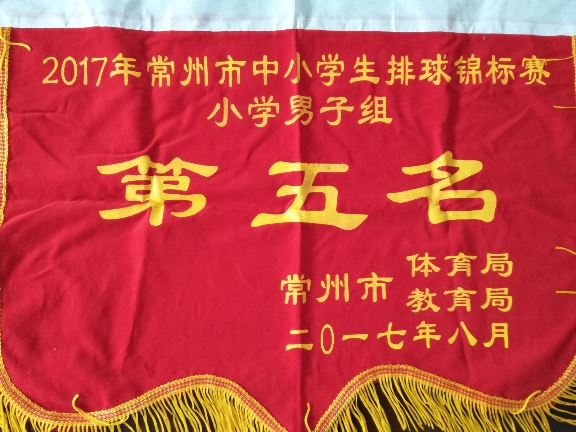 2017年常州市中小学生排球锦标赛
小学男子组
第五名
常州市 体育局
教育局
二0一七年八月